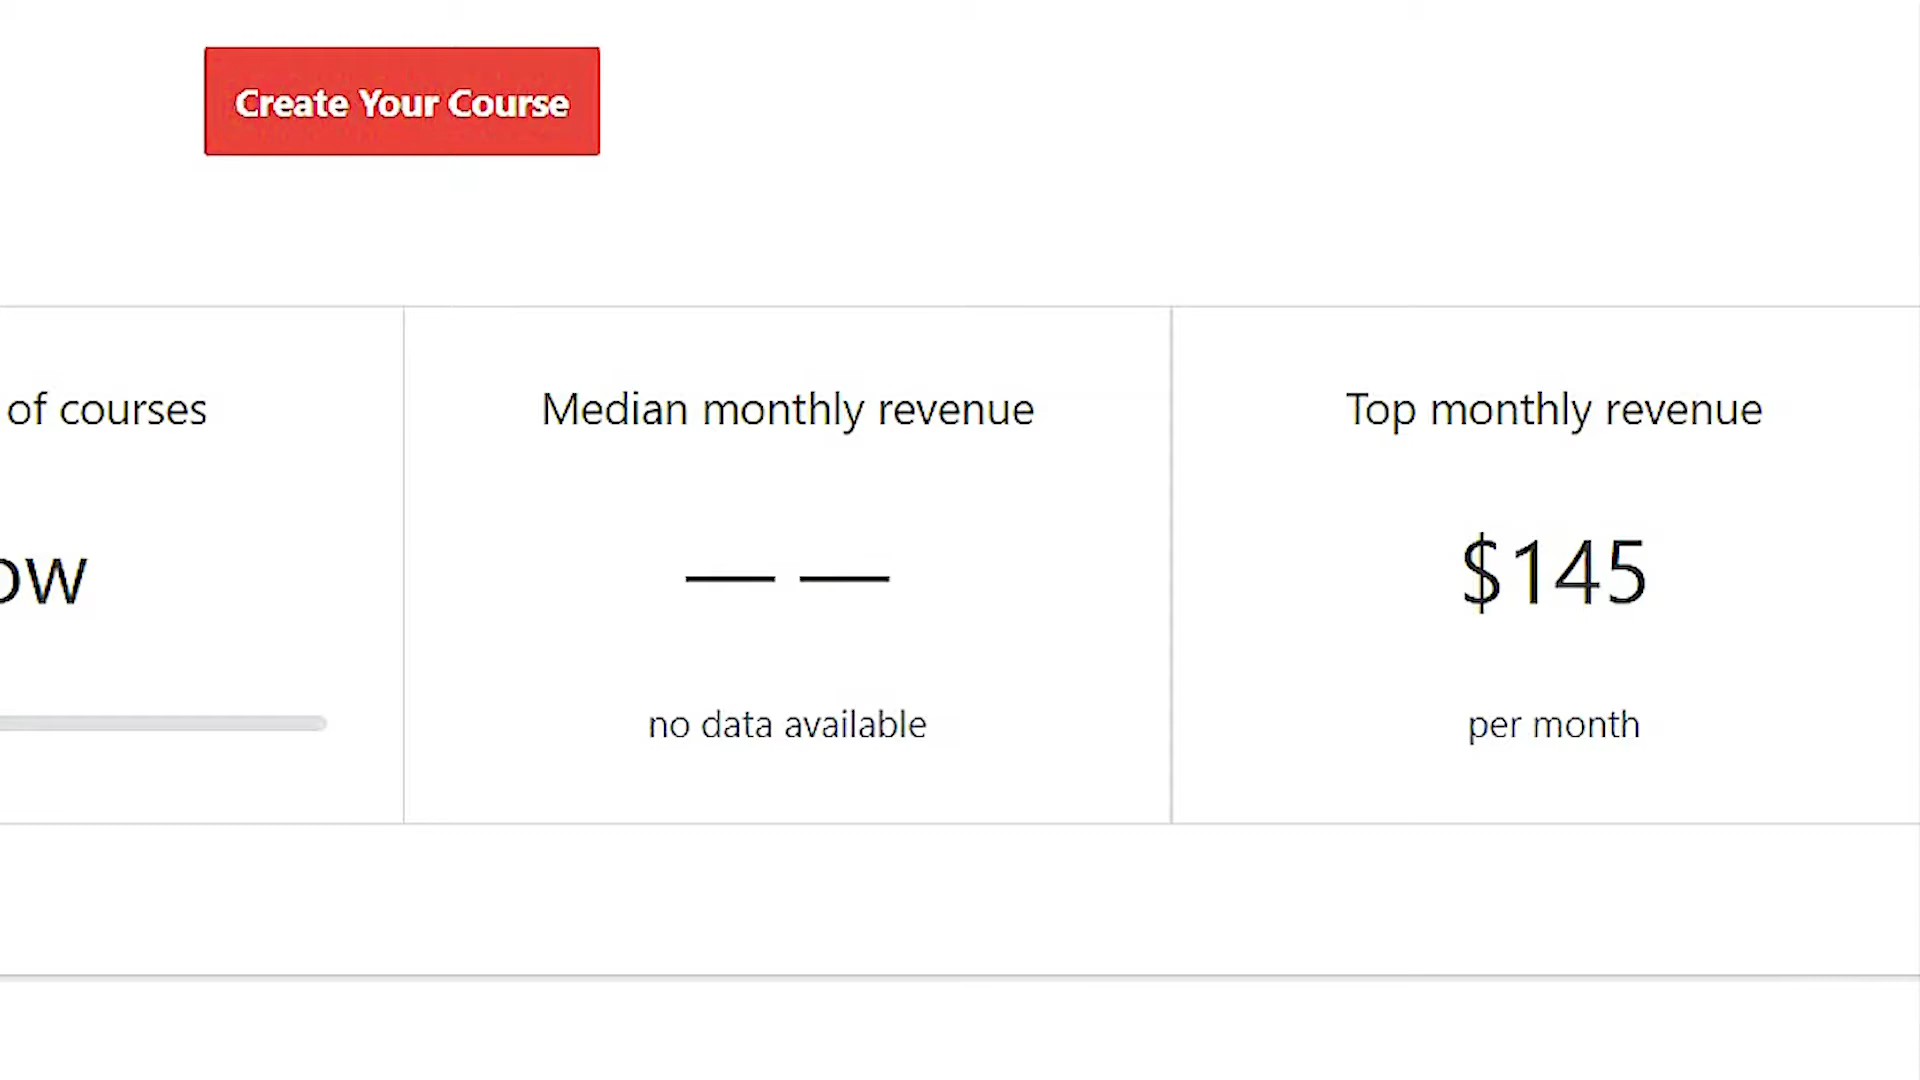 Create Your Course
of courses
Median monthly revenue
Top monthly revenue
— —
$145
no data available
per month